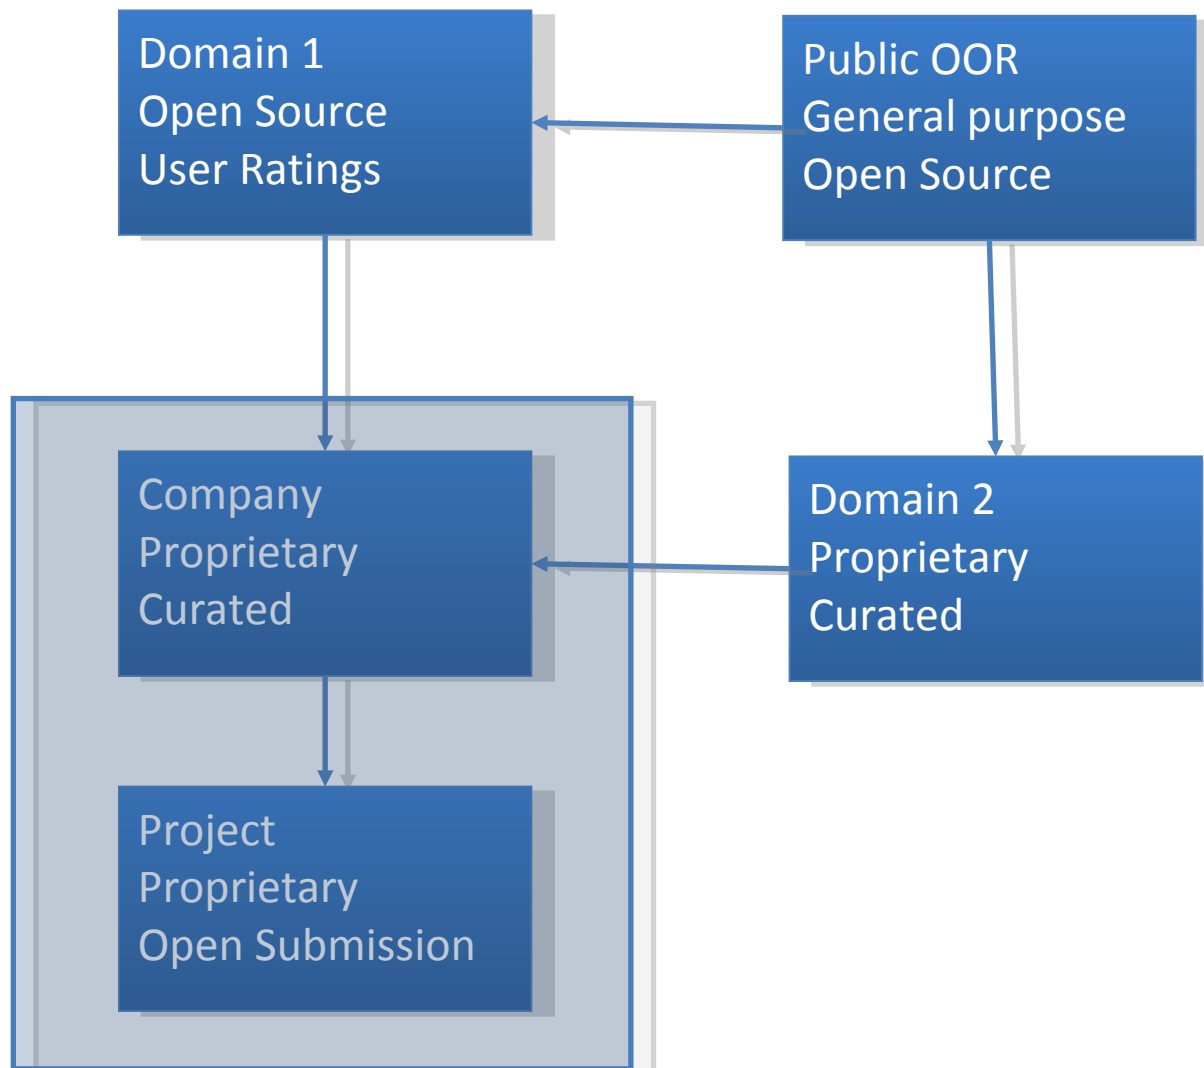 Domain 1
Open Source
User Ratings
Public OOR
General purpose
Open Source
Company
Proprietary
Curated
Domain 2
Proprietary
Curated
Project
Proprietary
Open Submission